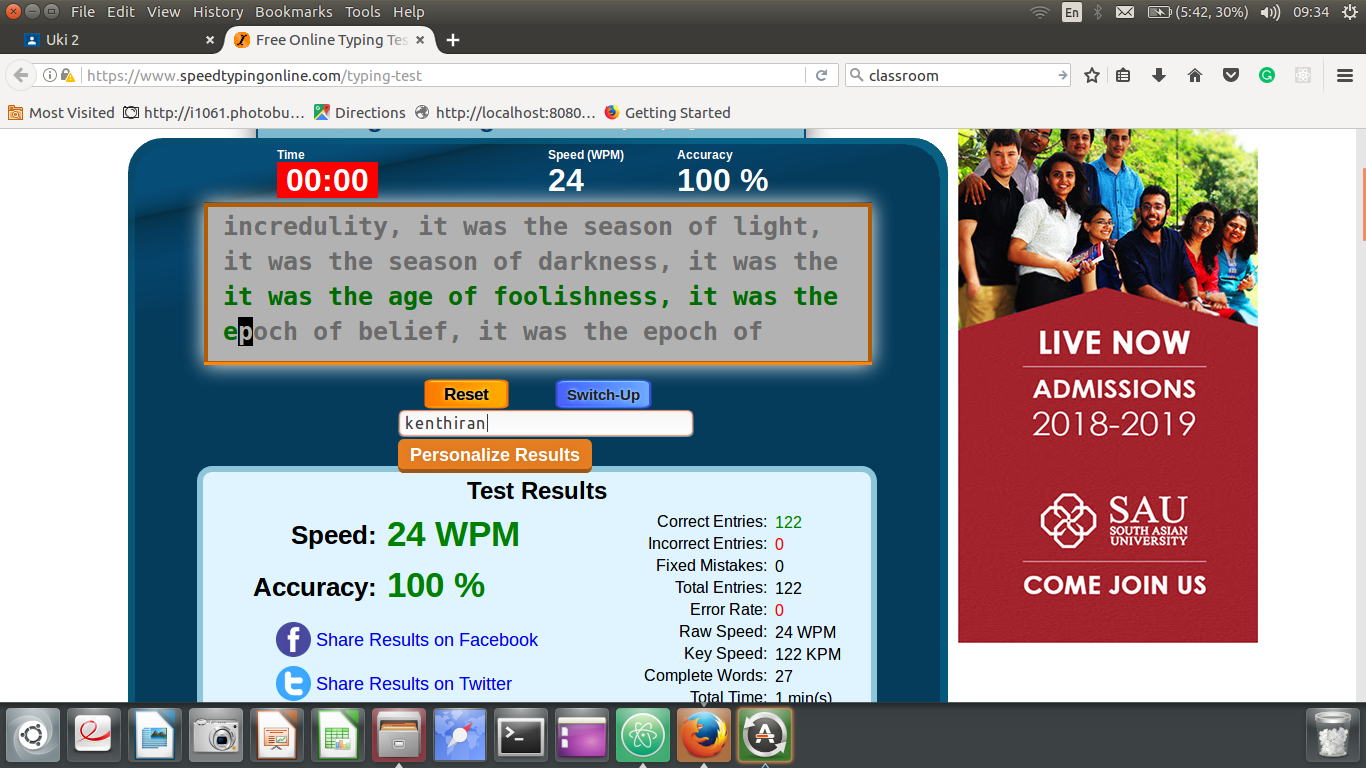 File Edit View History Bookmarks Tools Help
En (5:42, 30%) 09:34
Uki 2
Free Online Typing Tes
https://www.speedtypingonline.com/typing-test
classroom
Most Visited http://i1061.photobu… Directions http://localhost:8080… Getting Started
Time Speed (WPM) Accuracy
00:00 24 100 %
incredulity, it was the season of light,
it was the season of darkness, it was the
it was the age of foolishness, it was the
epoch of belief, it was the epoch of
Reset Switch-Up
kenthiran
Personalize Results
Test Results
Speed: 24 WPM
Accuracy: 100 %
Share Results on Facebook
Share Results on Twitter
Correct Entries: 122
Incorrect Entries: 0
Fixed Mistakes: 0
Total Entries: 122
Error Rate: 0
Raw Speed: 24 WPM
Key Speed: 122 KPM
Complete Words: 27
Total Time: 1 min(s)
LIVE NOW
ADMISSIONS
2018-2019
SAU
SOUTH ASIAN
UNIVERSITY
COME JOIN US